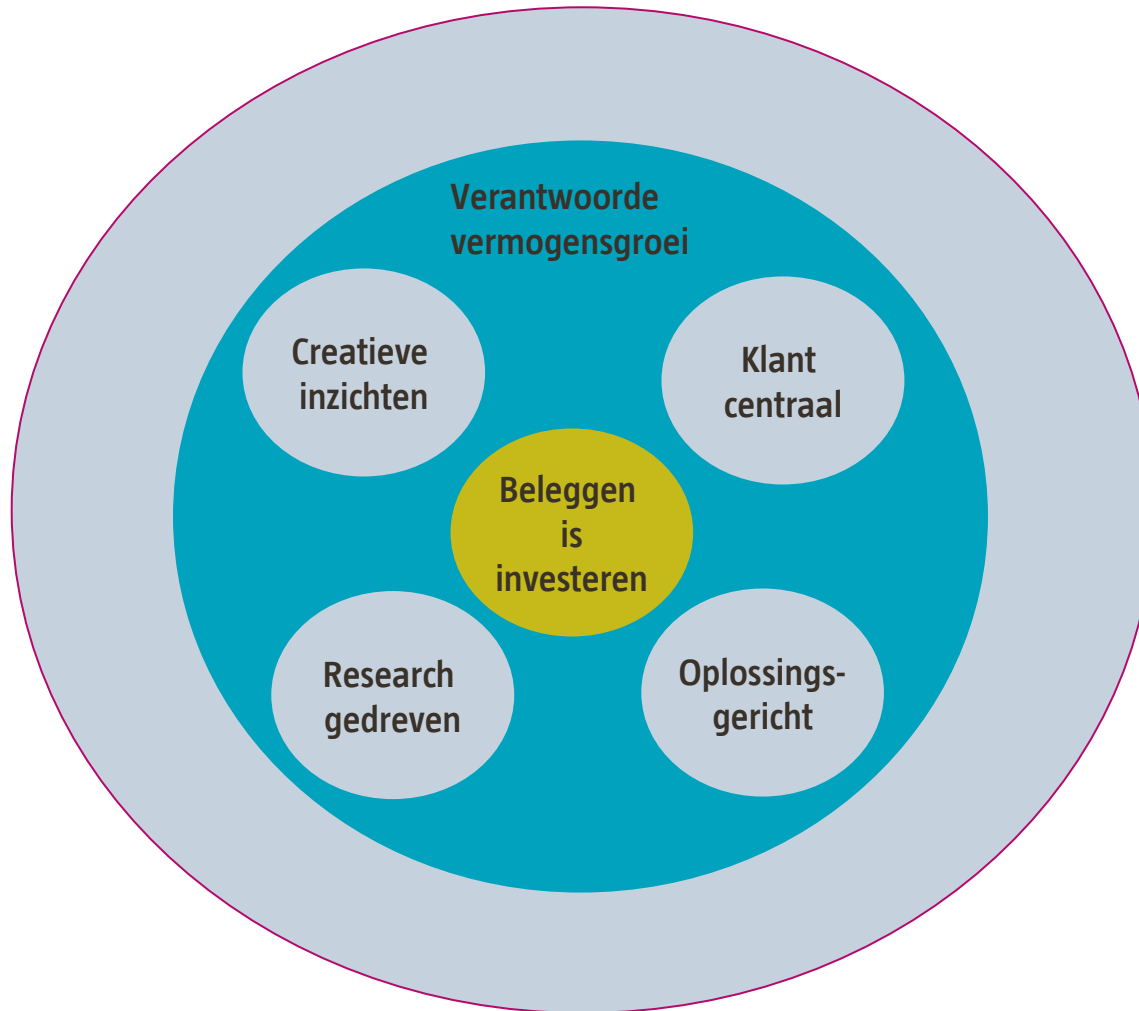 Verantwoorde
vermogensgroei
Creatieve
inzichten
Klant
centraal
Beleggen
is
investeren
Research
gedreven
Oplossings-
gericht